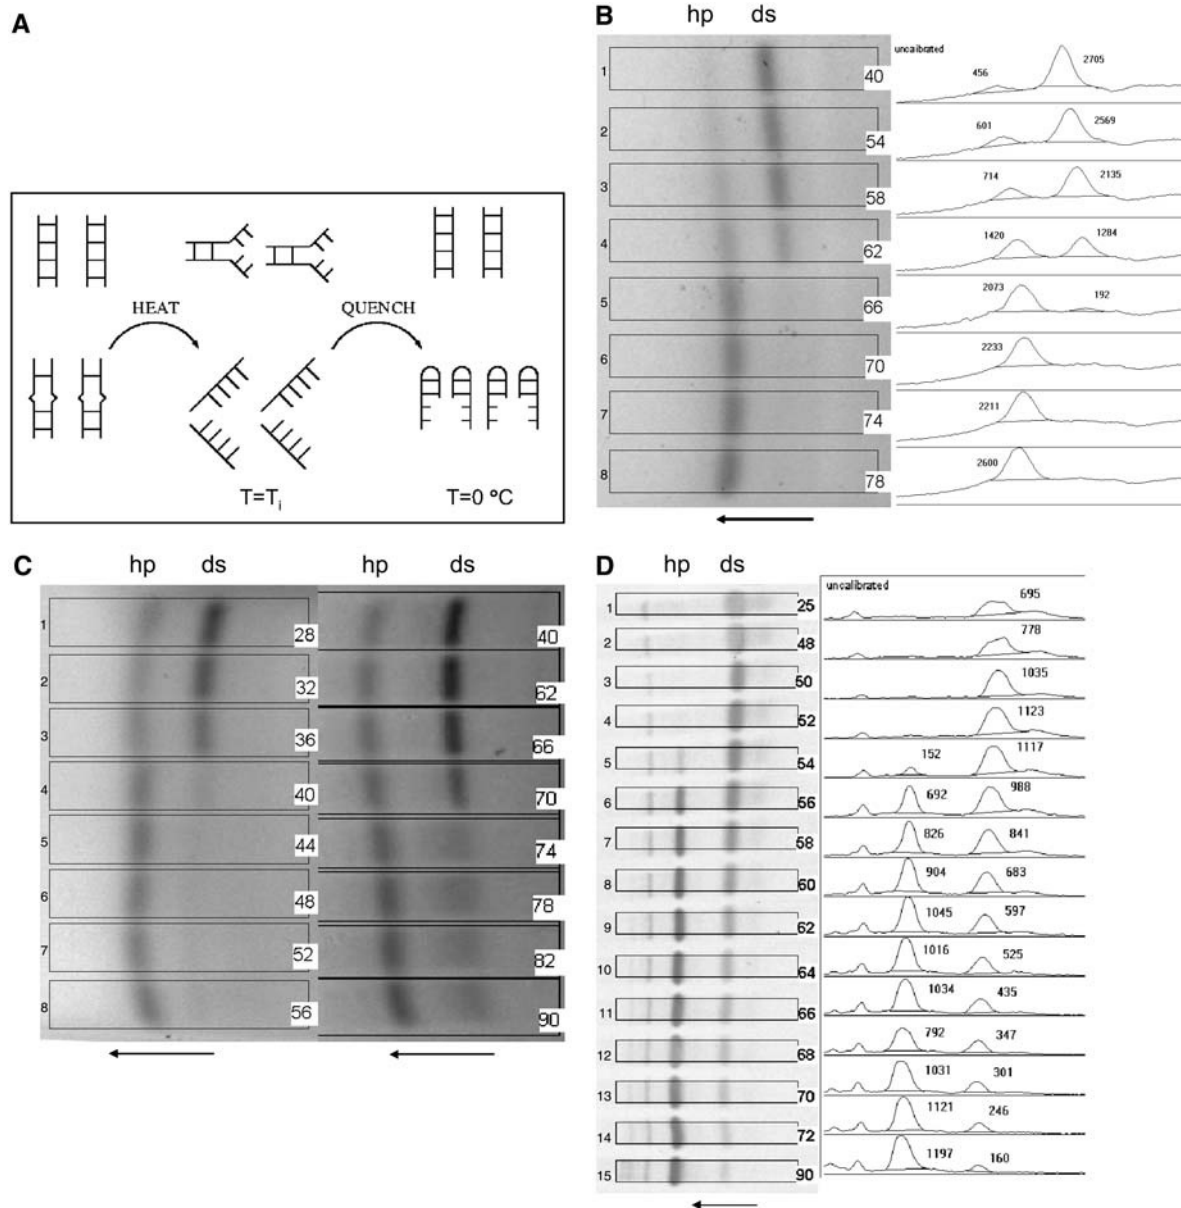 A
HEAT
QUENCH
T=Ti
T=0 °C
B
hp ds
uncalibrated
1 40 456 2705
2 54 601 2569
3 58 714 2135
4 62 1420 1284
5 66 2073 192
6 70 2233
7 74 2211
8 78 2600
C
hp ds hp ds
1 28 40
2 32 62
3 36 66
4 40 70
5 44 74
6 48 78
7 52 82
8 56 90
D
hp ds
uncalibrated
1 25 695
2 48 778
3 50 1035
4 52 1123
5 54 152 1117
6 56 692 988
7 58 826 841
8 60 904 683
9 62 1045 597
10 64 1016 525
11 66 1034 435
12 68 792 347
13 70 1031 301
14 72 1121 246
15 90 1197 160